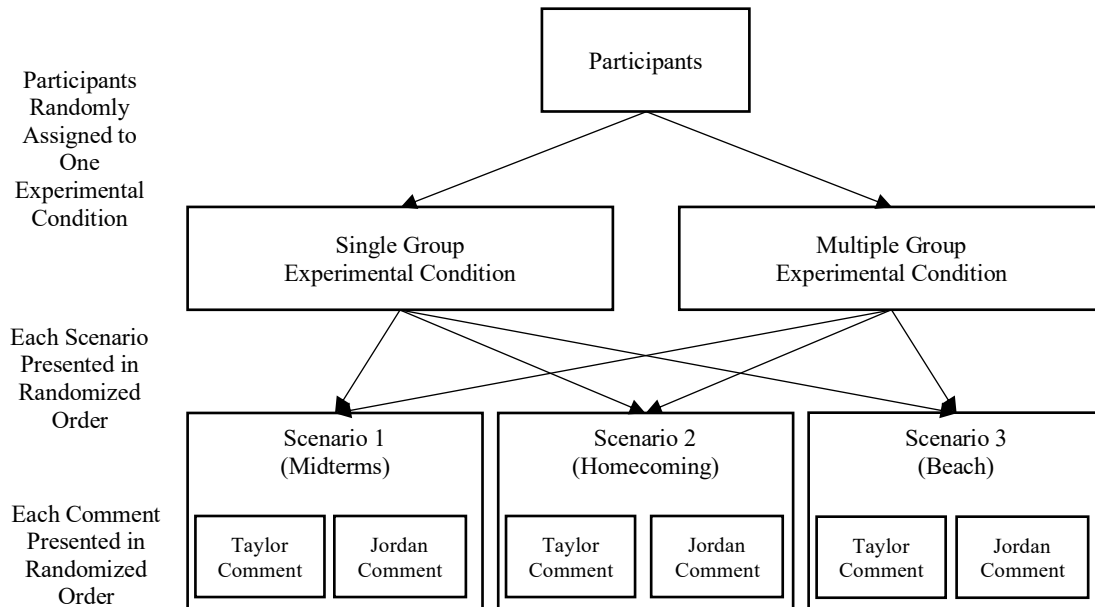 Participants
Participants
Randomly
Assigned to
One
Experimental
Condition
Single Group
Experimental Condition
Multiple Group
Experimental Condition
Each Scenario
Presented in
Randomized
Order
Scenario 1
(Midterms)
Scenario 2
(Homecoming)
Scenario 3
(Beach)
Each Comment
Presented in
Randomized
Order
Taylor
Comment
Jordan
Comment
Taylor
Comment
Jordan
Comment
Taylor
Comment
Jordan
Comment